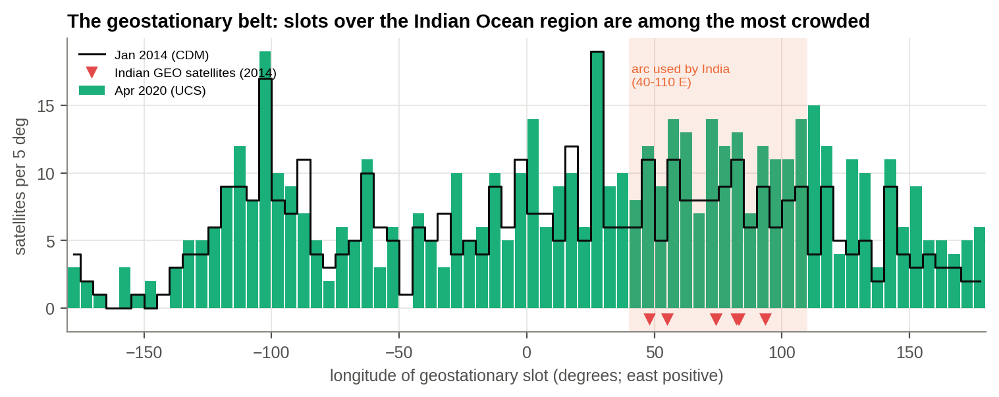 The geostationary belt: slots over the Indian Ocean region are among the most crowded
Jan 2014 (CDM)
Indian GEO satellites (2014)
Apr 2020 (UCS)
arc used by India
(40-110 E)
satellites per 5 deg
15
10
5
0
−150
−100
−50
0
50
100
150
longitude of geostationary slot (degrees; east positive)